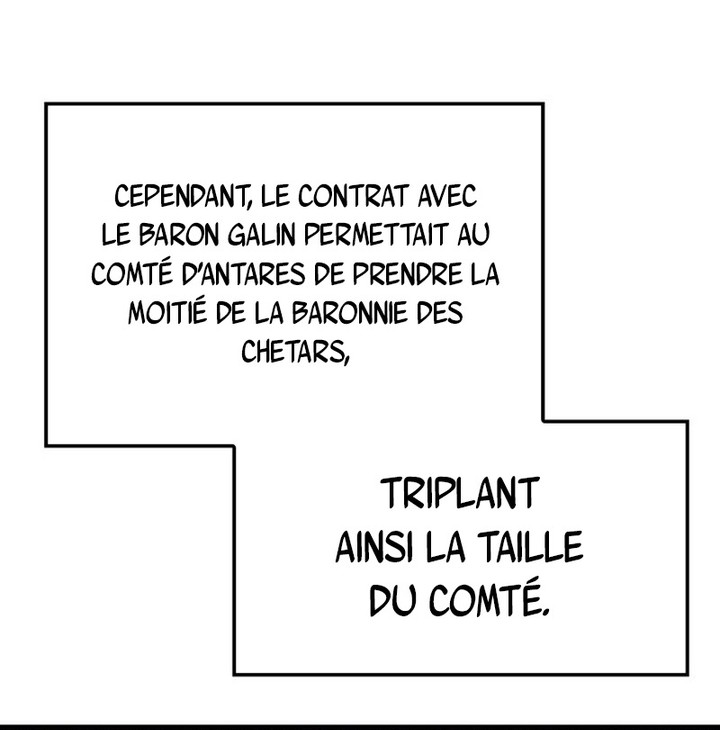 CEPENDANT, LE CONTRAT AVEC
LE BARON GALIN PERMETTAIT AU
COMTÉ D'ANTARES DE PRENDRE LA
MOITIÉ DE LA BARONNIE DES
CHETARS,
TRIPLANT
AINSI LA TAILLE
DU COMTÉ.